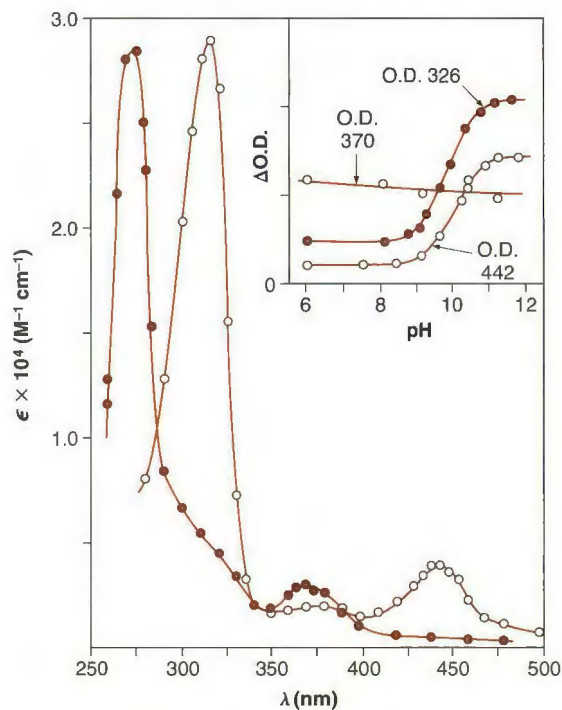 3.0
2.0
1.0
ϵ × 10⁴ (M⁻¹ cm⁻¹)
250 300 350 400 450 500
λ (nm)
O.D. 326
O.D.
370
O.D.
442
ΔO.D.
0
6 8 10 12
pH